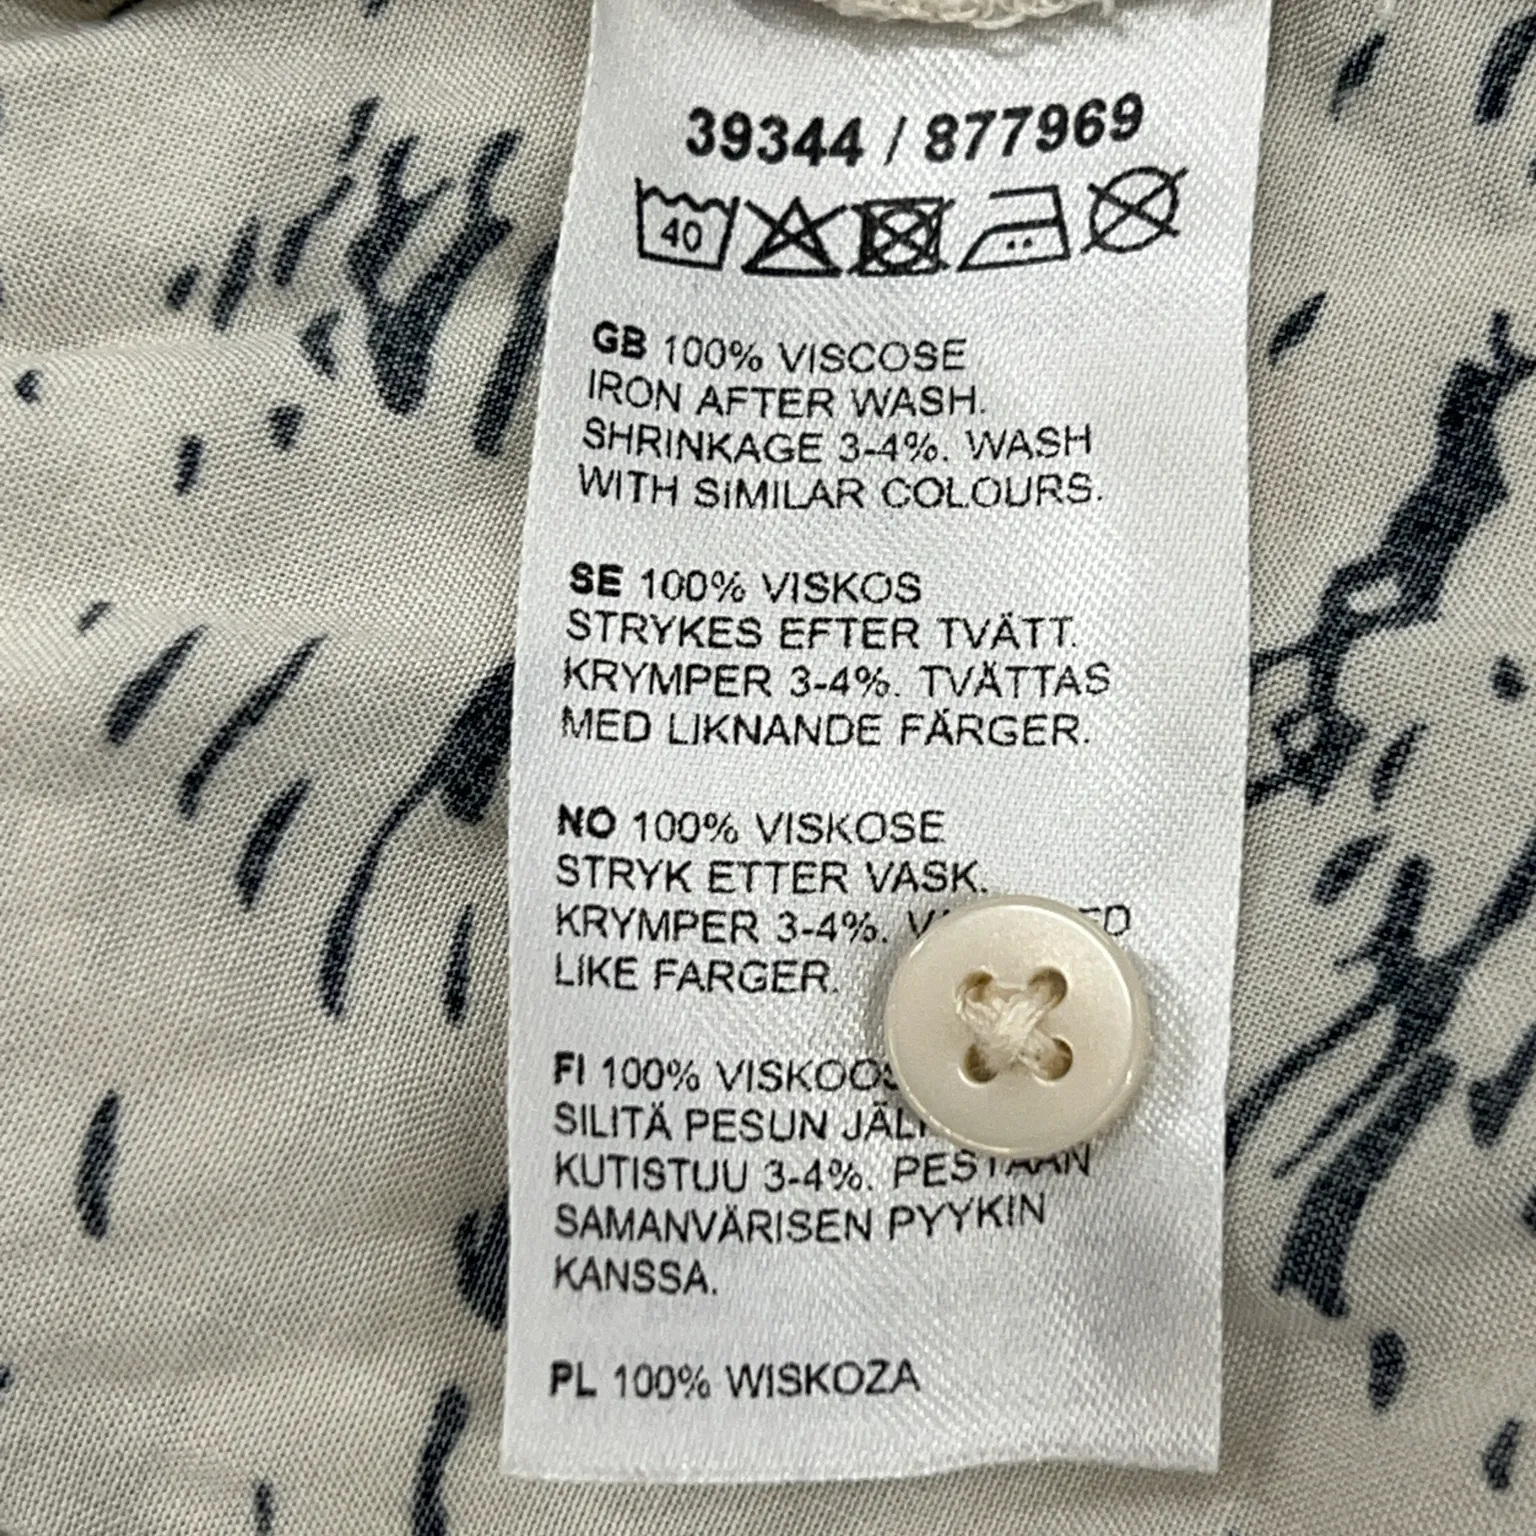 39344 / 877969
40
GB 100% VISCOSE
IRON AFTER WASH.
SHRINKAGE 3-4%. WASH
WITH SIMILAR COLOURS.
SE 100% VISKOS
STRYKES EFTER TVÄTT.
KRYMPER 3-4%. TVÄTTAS
MED LIKNANDE FÄRGER.
NO 100% VISKOSE
STRYK ETTER VASK.
KRYMPER 3-4%.
LIKE FARGER.
FI 100%
SILITÄ PESUN
KUTISTUU 3-4%. PESTÄÄN
SAMANVÄRISEN PYYKIN
KANSSA.
PL 100% WISKOZA